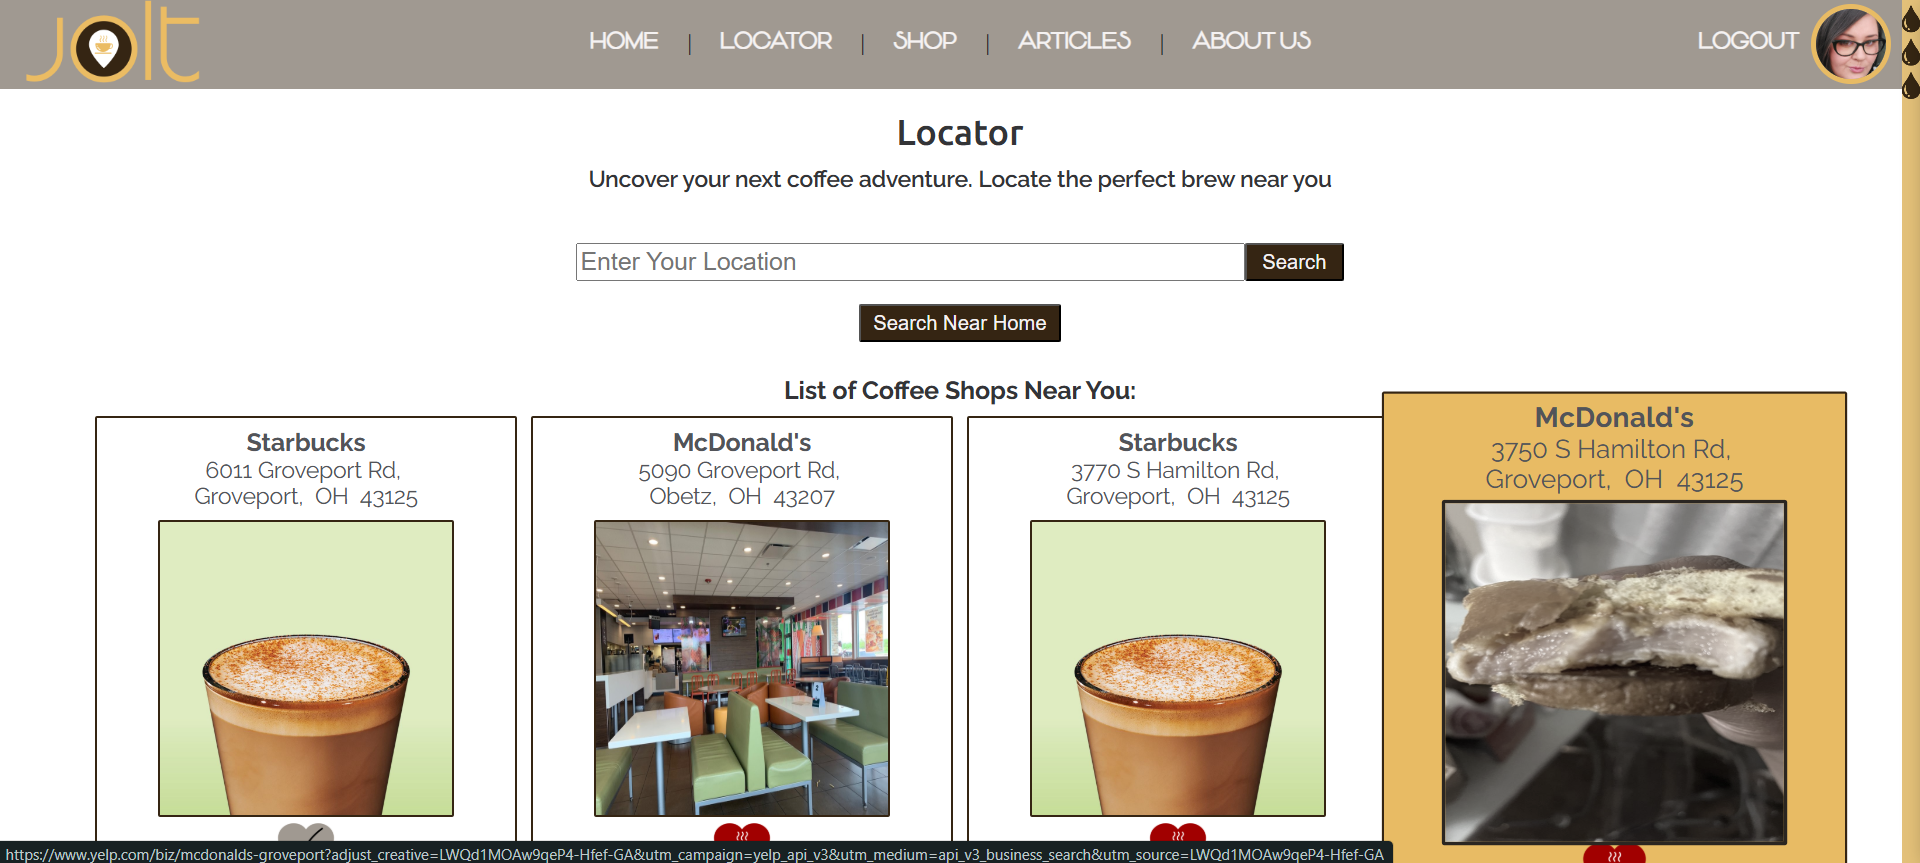 jolt
HOME | LOCATOR | SHOP | ARTICLES | ABOUT US
LOGOUT
Locator
Uncover your next coffee adventure. Locate the perfect brew near you
Enter Your Location
Search
Search Near Home
List of Coffee Shops Near You:
Starbucks
6011 Groveport Rd,
Groveport, OH 43125
McDonald's
5090 Groveport Rd,
Obetz, OH 43207
Starbucks
3770 S Hamilton Rd,
Groveport, OH 43125
McDonald's
3750 S Hamilton Rd,
Groveport, OH 43125
https://www.yelp.com/biz/mcdonalds-groveport?adjust_creative=LWQd1MOAw9qeP4-Hfef-GA&utm_campaign=yelp_api_v3&utm_medium=api_v3_business_search&utm_source=LWQd1MOAw9qeP4-Hfef-GA